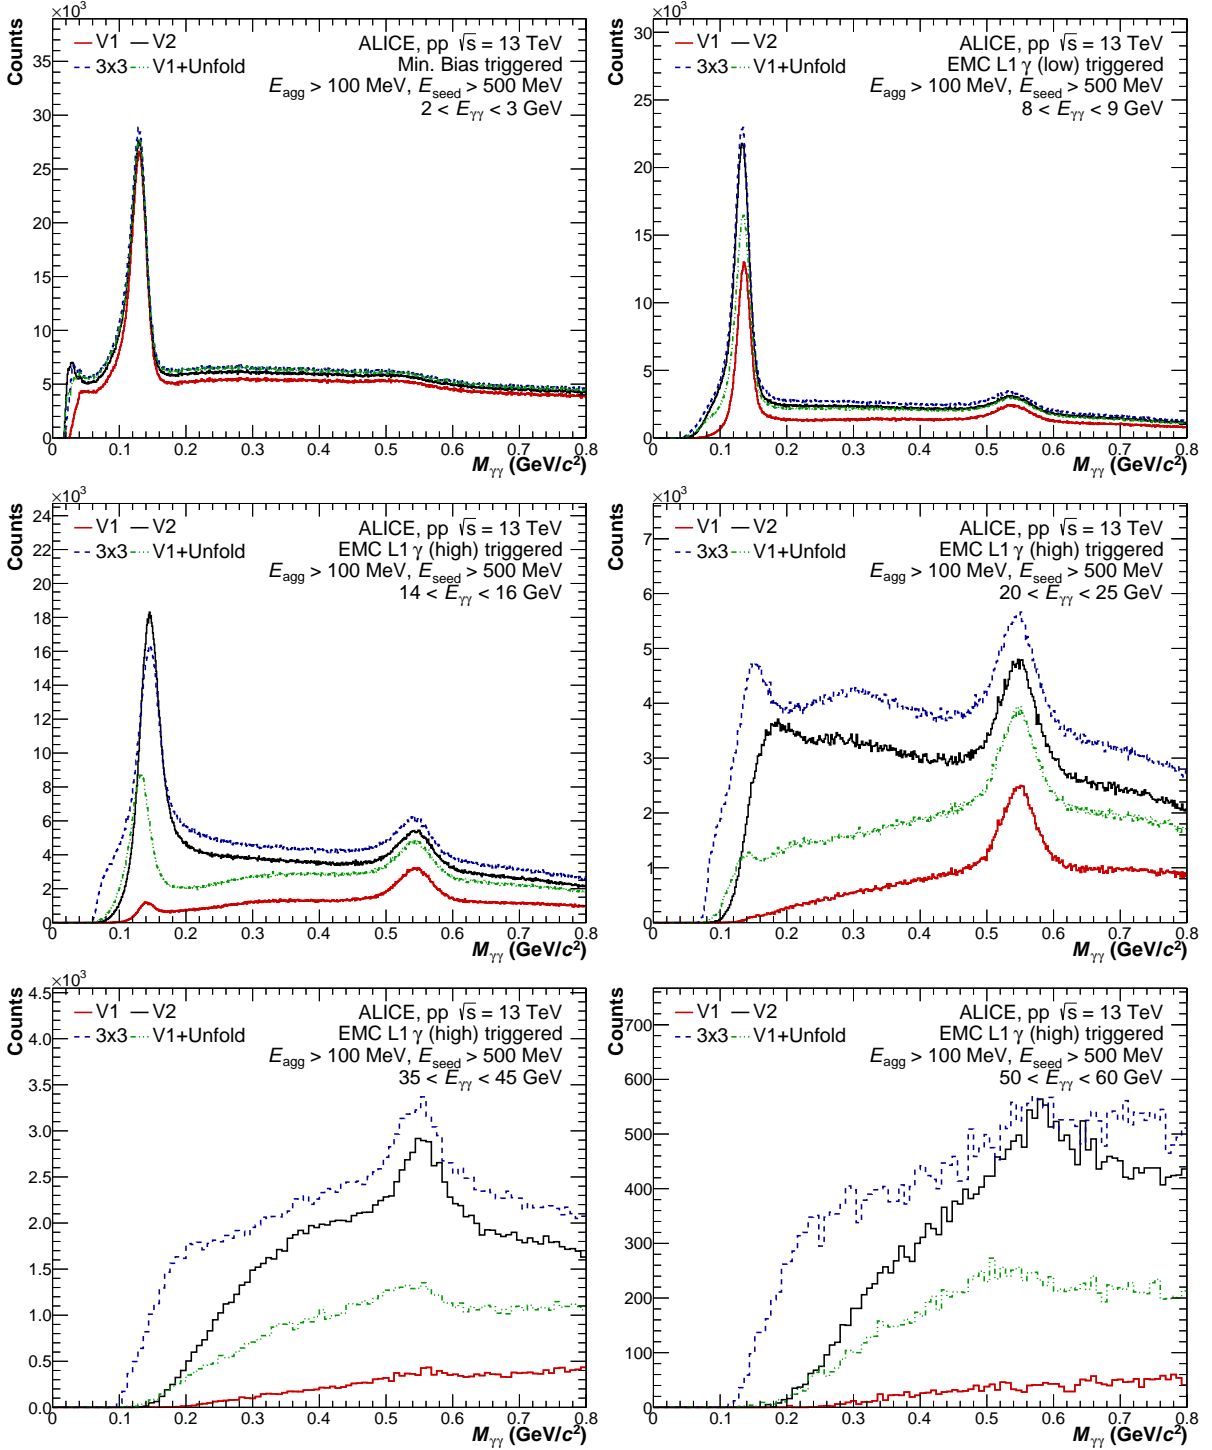 ×10³
Counts
V1 V2
3x3 V1+Unfold
ALICE, pp √s = 13 TeV
Min. Bias triggered
E_agg > 100 MeV, E_seed > 500 MeV
2 < E_γγ < 3 GeV
35
30
25
20
15
10
5
0
0 0.1 0.2 0.3 0.4 0.5 0.6 0.7 0.8
M_γγ (GeV/c²)
×10³
Counts
V1 V2
3x3 V1+Unfold
ALICE, pp √s = 13 TeV
EMC L1 γ (low) triggered
E_agg > 100 MeV, E_seed > 500 MeV
8 < E_γγ < 9 GeV
30
27
24
21
18
15
12
9
6
3
0
0 0.1 0.2 0.3 0.4 0.5 0.6 0.7 0.8
M_γγ (GeV/c²)
×10³
Counts
V1 V2
3x3 V1+Unfold
ALICE, pp √s = 13 TeV
EMC L1 γ (high) triggered
E_agg > 100 MeV, E_seed > 500 MeV
14 < E_γγ < 16 GeV
24
22
20
18
16
14
12
10
8
6
4
2
0
0 0.1 0.2 0.3 0.4 0.5 0.6 0.7 0.8
M_γγ (GeV/c²)
×10³
Counts
V1 V2
3x3 V1+Unfold
ALICE, pp √s = 13 TeV
EMC L1 γ (high) triggered
E_agg > 100 MeV, E_seed > 500 MeV
20 < E_γγ < 25 GeV
7
6
5
4
3
2
1
0
0 0.1 0.2 0.3 0.4 0.5 0.6 0.7 0.8
M_γγ (GeV/c²)
×10³
Counts
V1 V2
3x3 V1+Unfold
ALICE, pp √s = 13 TeV
EMC L1 γ (high) triggered
E_agg > 100 MeV, E_seed > 500 MeV
35 < E_γγ < 45 GeV
4.5
4.0
3.5
3.0
2.5
2.0
1.5
1.0
0.5
0.0
0 0.1 0.2 0.3 0.4 0.5 0.6 0.7 0.8
M_γγ (GeV/c²)
Counts
V1 V2
3x3 V1+Unfold
ALICE, pp √s = 13 TeV
EMC L1 γ (high) triggered
E_agg > 100 MeV, E_seed > 500 MeV
50 < E_γγ < 60 GeV
700
600
500
400
300
200
100
0
0 0.1 0.2 0.3 0.4 0.5 0.6 0.7 0.8
M_γγ (GeV/c²)